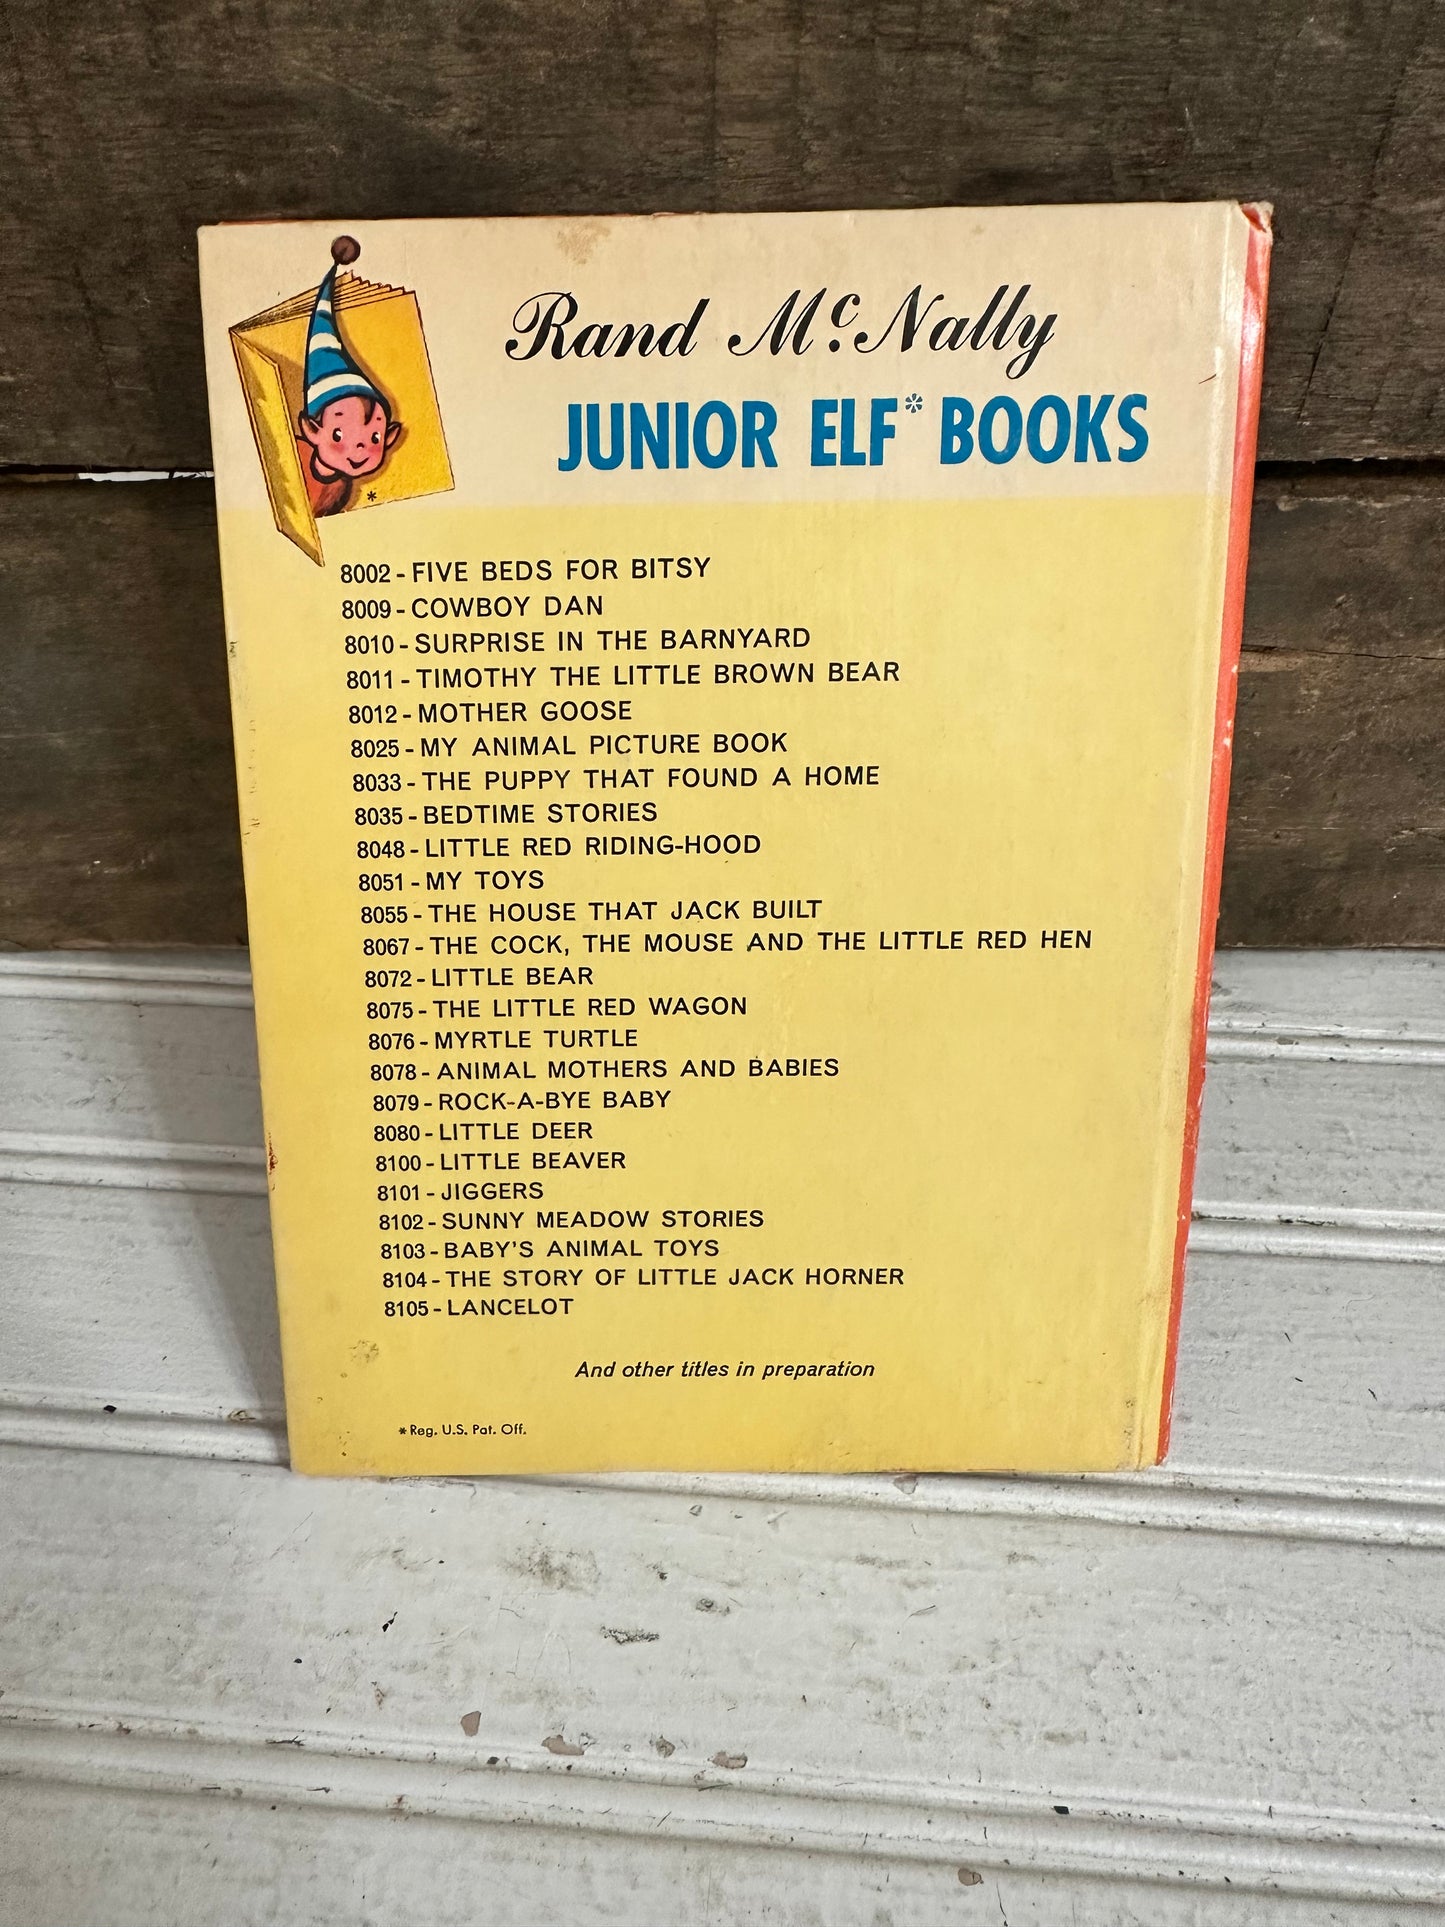 Rand McNally
JUNIOR ELF* BOOKS
*
8002-FIVE BEDS FOR BITSY
8009-COWBOY DAN
8010-SURPRISE IN THE BARNYARD
8011-TIMOTHY THE LITTLE BROWN BEAR
8012-MOTHER GOOSE
8025-MY ANIMAL PICTURE BOOK
8033-THE PUPPY THAT FOUND A HOME
8035-BEDTIME STORIES
8048-LITTLE RED RIDING-HOOD
8051-MY TOYS
8055-THE HOUSE THAT JACK BUILT
8067-THE COCK, THE MOUSE AND THE LITTLE RED HEN
8072-LITTLE BEAR
8075-THE LITTLE RED WAGON
8076-MYRTLE TURTLE
8078-ANIMAL MOTHERS AND BABIES
8079-ROCK-A-BYE BABY
8080-LITTLE DEER
8100-LITTLE BEAVER
8101-JIGGERS
8102-SUNNY MEADOW STORIES
8103-BABY'S ANIMAL TOYS
8104-THE STORY OF LITTLE JACK HORNER
8105-LANCELOT
And other titles in preparation
*Reg. U.S. Pat. Off.